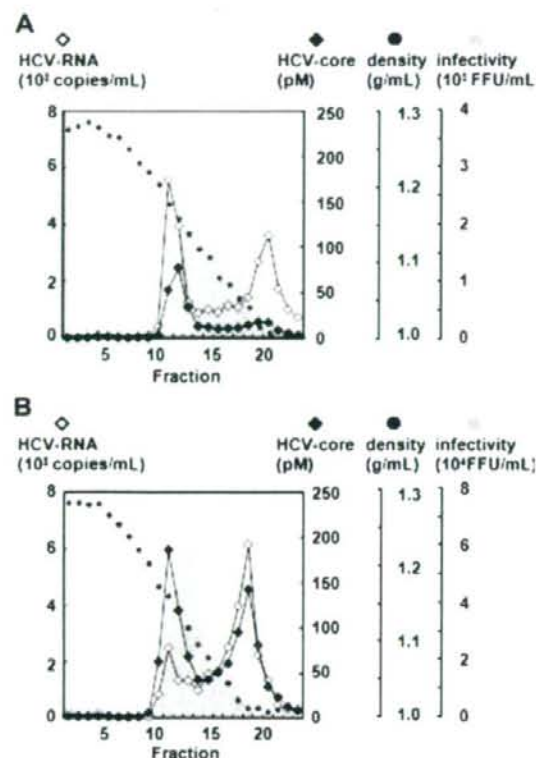 A
HCV-RNA HCV-core density infectivity
(10² copies/mL) (pM) (g/mL) FFU/mL
8 250 1.3 4
200
6 3
1.2
150
4 2
100 1.1
2 1
50
0 0 1.0 0
5 10 15 20
Fraction
B
HCV-RNA HCV-core density infectivity
copies/mL) (pM) (g/mL) (10⁴FFU/mL)
8 250 1.3 8
200
6 6
1.2
150
4 4
100 1.1
2 2
50
0 0 1.0 0
5 10 15 20
Fraction